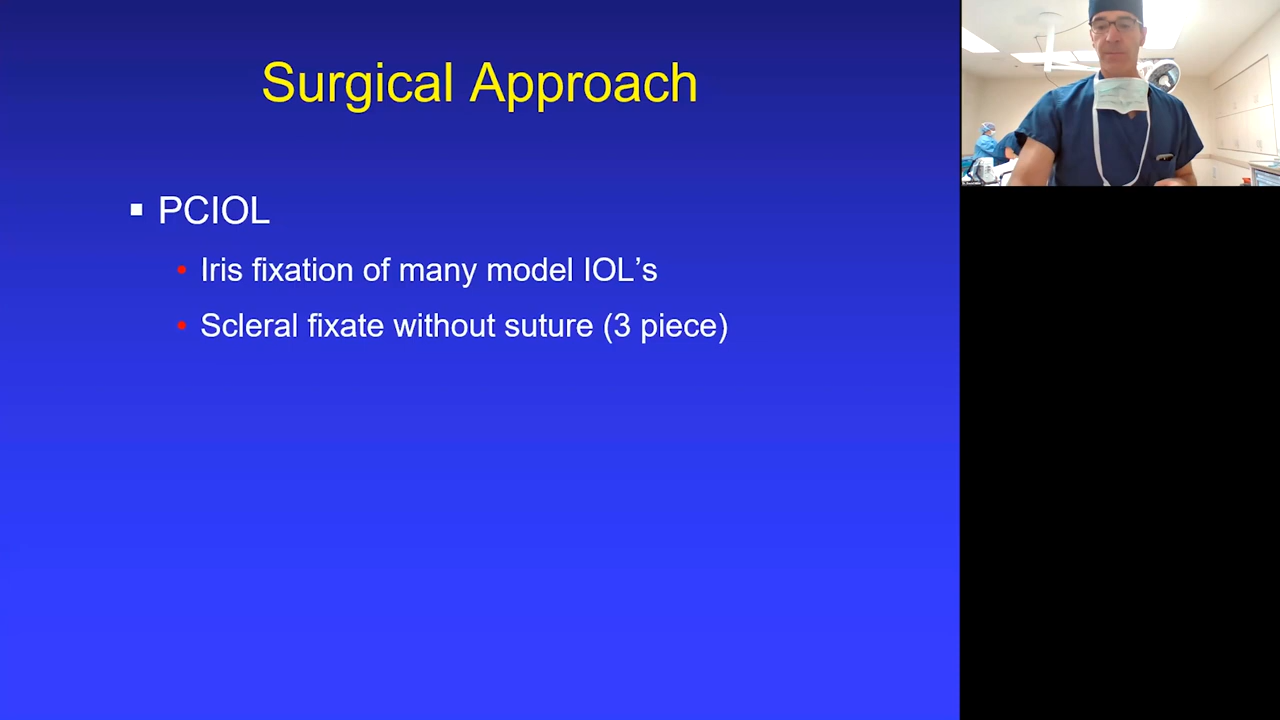 Surgical Approach
PCIOL
Iris fixation of many model IOL’s
Scleral fixate without suture (3 piece)